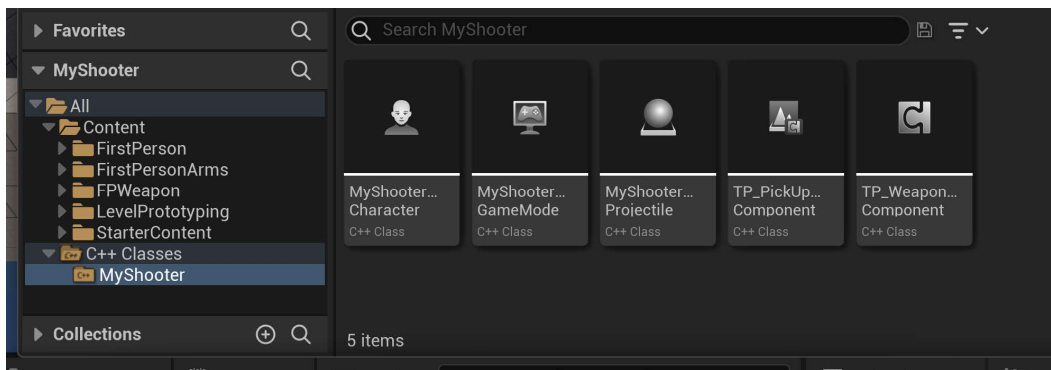 Favorites
MyShooter
All
Content
FirstPerson
FirstPersonArms
FPWeapon
LevelPrototyping
StarterContent
C++ Classes
MyShooter
Collections
Search MyShooter
MyShooter...
Character
C++ Class
MyShooter...
GameMode
C++ Class
MyShooter...
Projectile
C++ Class
TP_PickUp...
Component
C++ Class
TP_Weapon...
Component
C++ Class
5 items